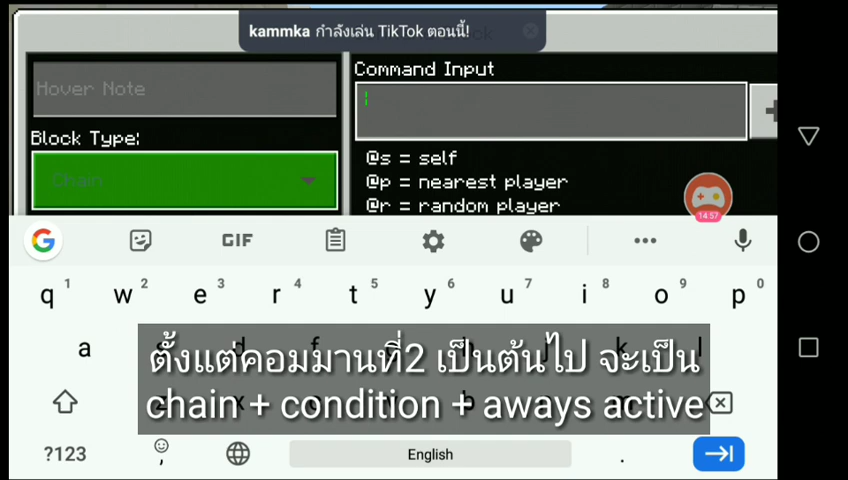 kammka กำลังเล่น TikTok ตอนนี้!
Command Input
Hover Note
Block Type:
Chain
@s = self
@p = nearest player
@r = random player
14:57
GIF
q 1 w 2 e 3 r 4 t 5 y 6 u 7 i 8 o 9 p 0
a
ตั้งแต่คอมมานที่2 เป็นต้นไป จะเป็น
chain + condition + aways active
?123 , English .